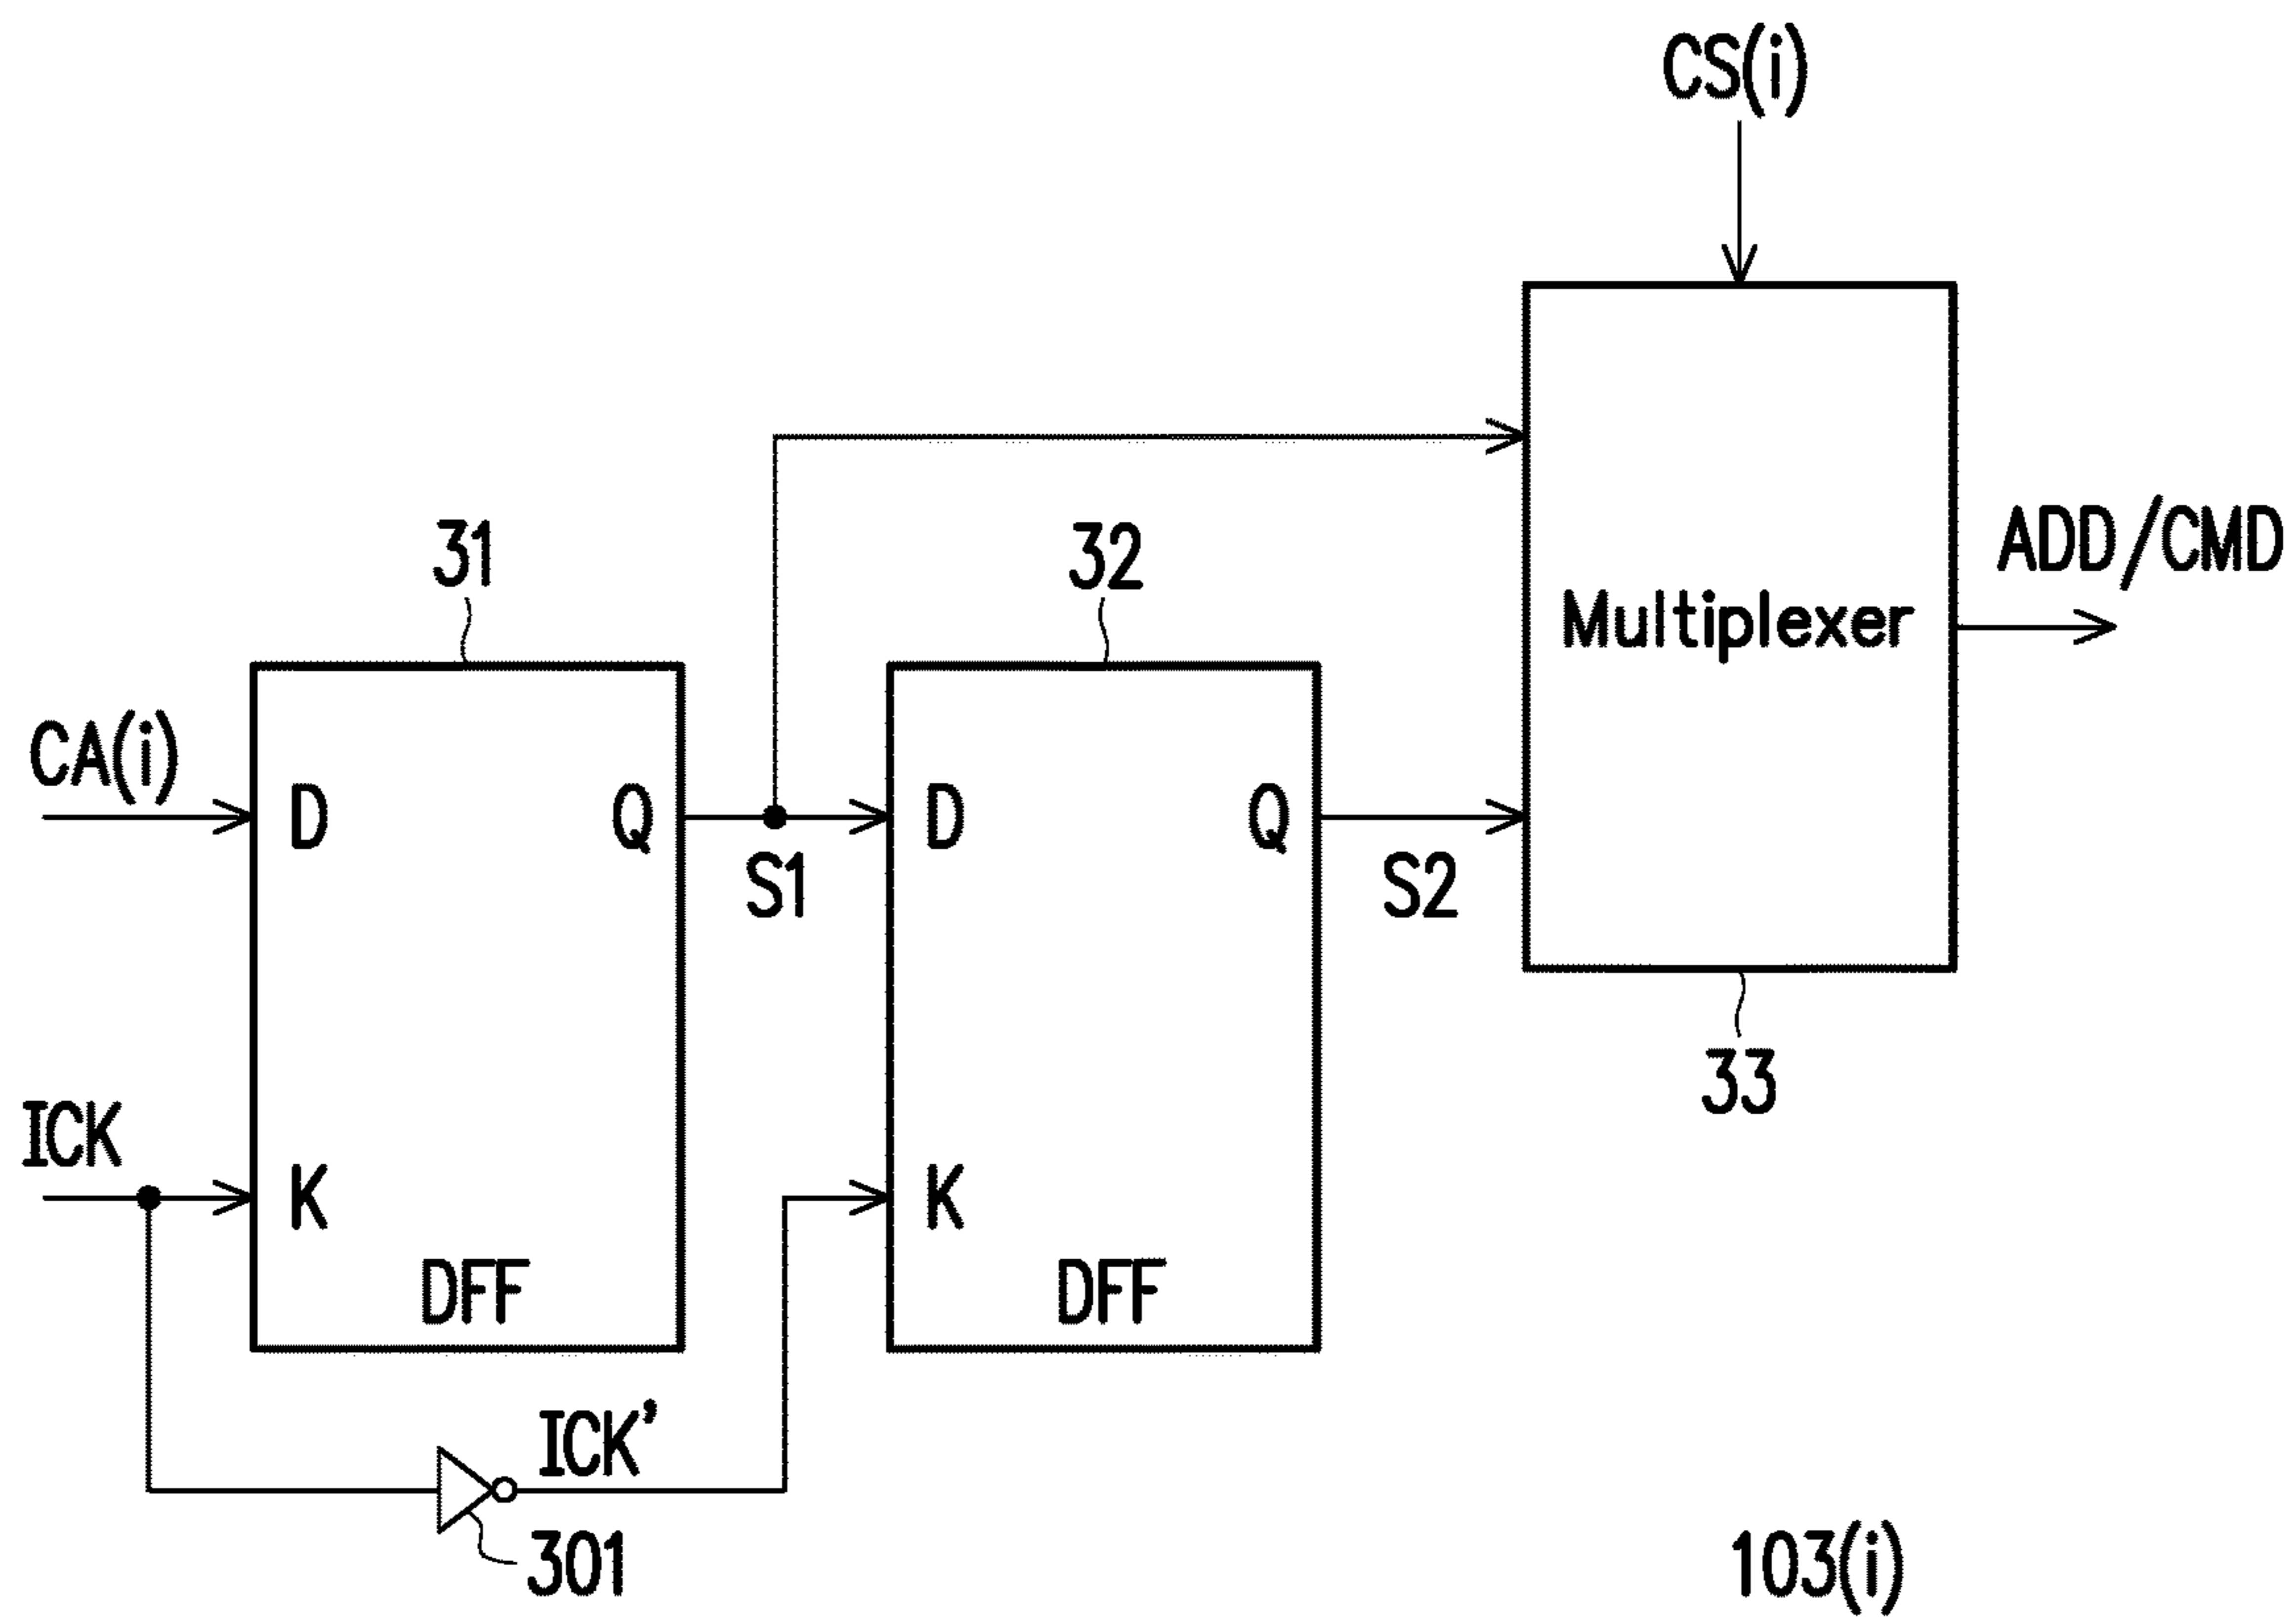 CS(i)
31
32
ADD/CMD
Multiplexer
CA(i)
D
Q
D
Q
S1
S2
33
ICK
K
K
DFF
DFF
ICK'
301
103(i)